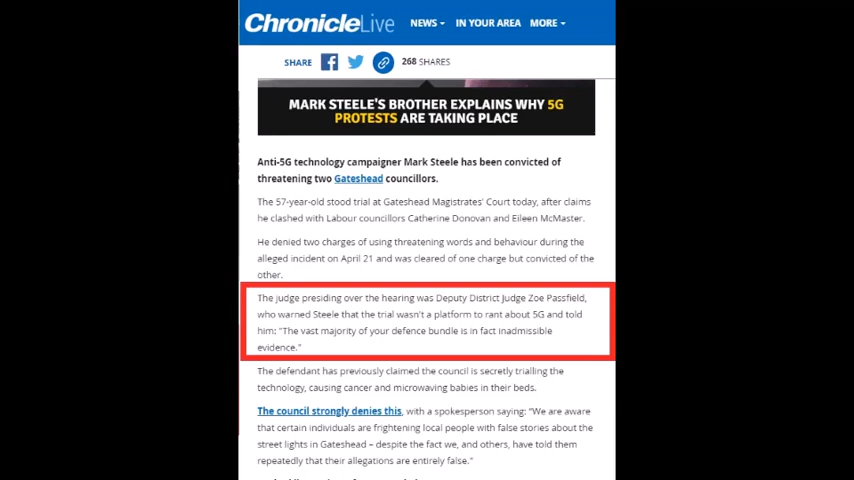 ChronicleLive NEWS IN YOUR AREA MORE
SHARE 268 SHARES
MARK STEELE'S BROTHER EXPLAINS WHY 5G
PROTESTS ARE TAKING PLACE
Anti-5G technology campaigner Mark Steele has been convicted of
threatening two Gateshead councillors.
The 57-year-old stood trial at Gateshead Magistrates' Court today, after claims
he clashed with Labour councillors Catherine Donovan and Eileen McMaster.
He denied two charges of using threatening words and behaviour during the
alleged incident on April 21 and was cleared of one charge but convicted of the
other.
The judge presiding over the hearing was Deputy District Judge Zoe Passfield,
who warned Steele that the trial wasn't a platform to rant about 5G and told
him: "The vast majority of your defence bundle is in fact inadmissible
evidence."
The defendant has previously claimed the council is secretly trialling the
technology, causing cancer and microwaving babies in their beds.
The council strongly denies this, with a spokesperson saying: "We are aware
that certain individuals are frightening local people with false stories about the
street lights in Gateshead – despite the fact we, and others, have told them
repeatedly that their allegations are entirely false."